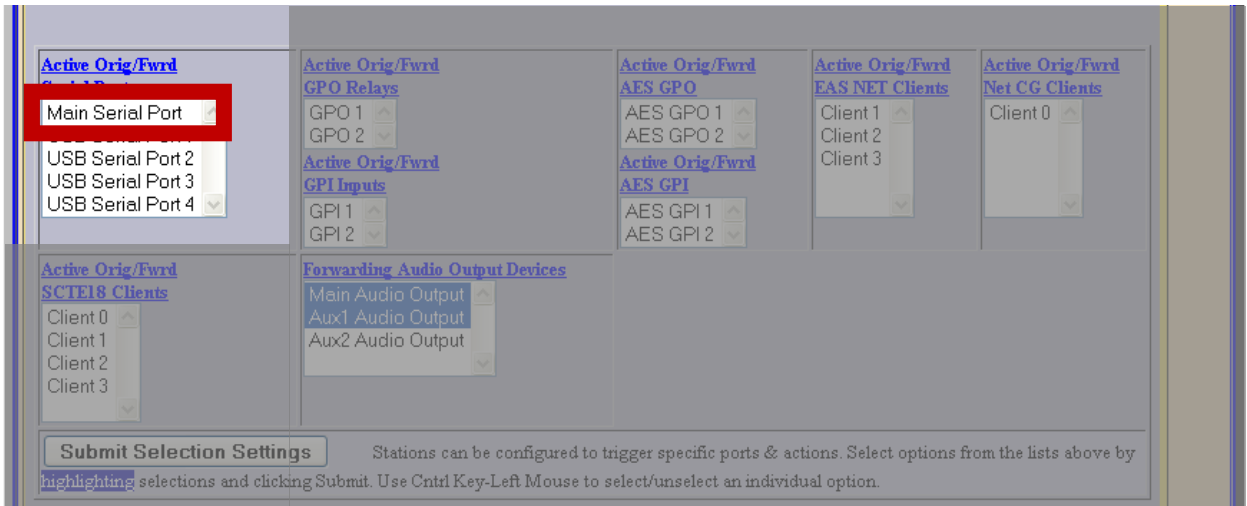 Active Orig/Fwrd
Main Serial Port
USB Serial Port 2
USB Serial Port 3
USB Serial Port 4
Active Orig/Fwrd
GPO Relays
GPO 1
GPO 2
Active Orig/Fwrd
GPI Inputs
GPI 1
GPI 2
Active Orig/Fwrd
AES GPO
AES GPO 1
AES GPO 2
Active Orig/Fwrd
AES GPI
AES GPI 1
AES GPI 2
Active Orig/Fwrd
EAS NET Clients
Client 1
Client 2
Client 3
Active Orig/Fwrd
Net CG Clients
Client 0
Active Orig/Fwrd
SCTE18 Clients
Client 0
Client 1
Client 2
Client 3
Forwarding Audio Output Devices
Main Audio Output
Aux1 Audio Output
Aux2 Audio Output
Submit Selection Settings Stations can be configured to trigger specific ports & actions. Select options from the lists above by
highlighting selections and clicking Submit. Use Cntrl Key-Left Mouse to select/unselect an individual option.